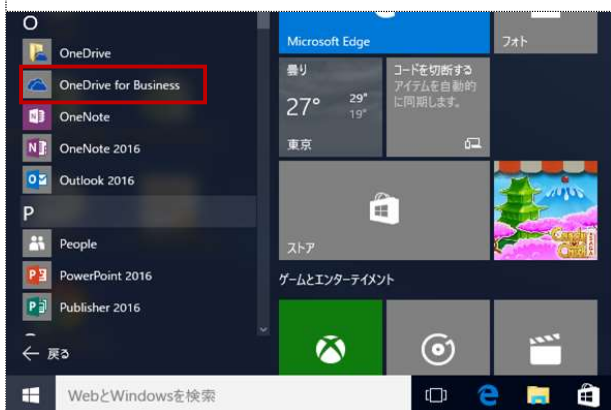 O
OneDrive
OneDrive for Business
OneNote
OneNote 2016
Outlook 2016
P
People
PowerPoint 2016
Publisher 2016
戻る
WebとWindowsを検索
Microsoft Edge
フォト
曇り
27°
29°
19°
東京
コードを切断する
アイテムを自動的
に同期します。
ストア
Candy
Crush
SAGA
ゲームとエンターテイメント